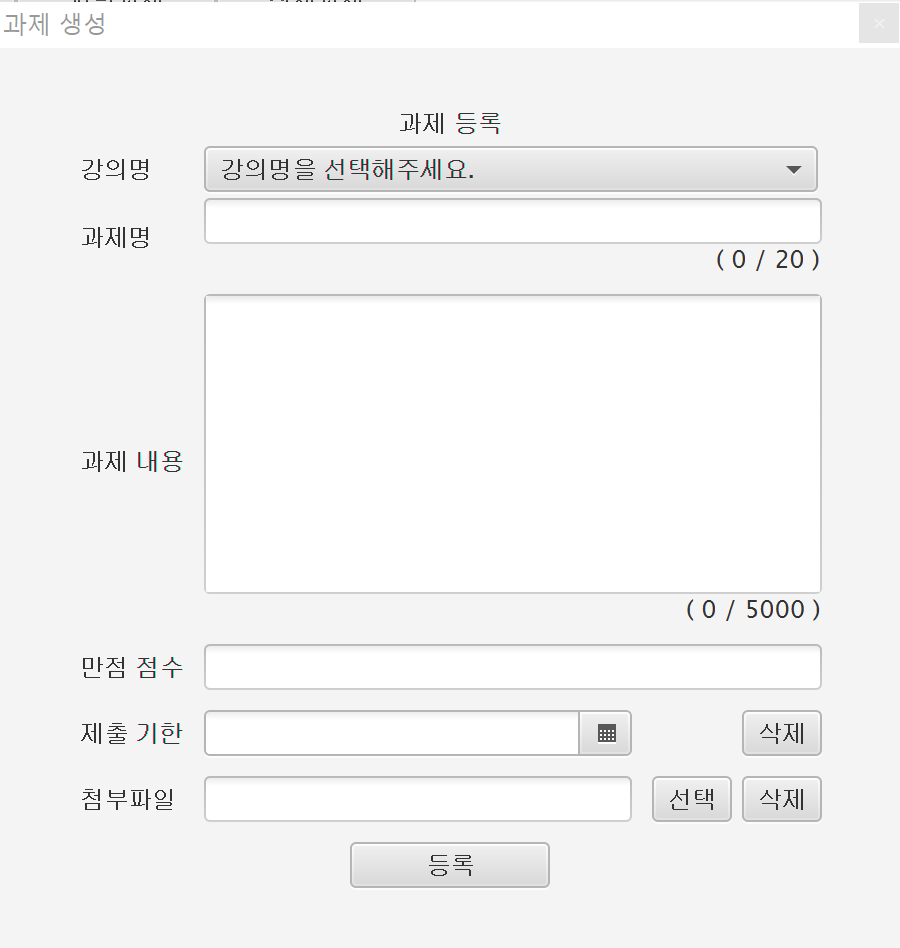 과제 생성
과제 등록
강의명
강의명을 선택해주세요.
과제명
( 0 / 20 )
과제 내용
( 0 / 5000 )
만점 점수
제출 기한
삭제
첨부파일
선택
삭제
등록